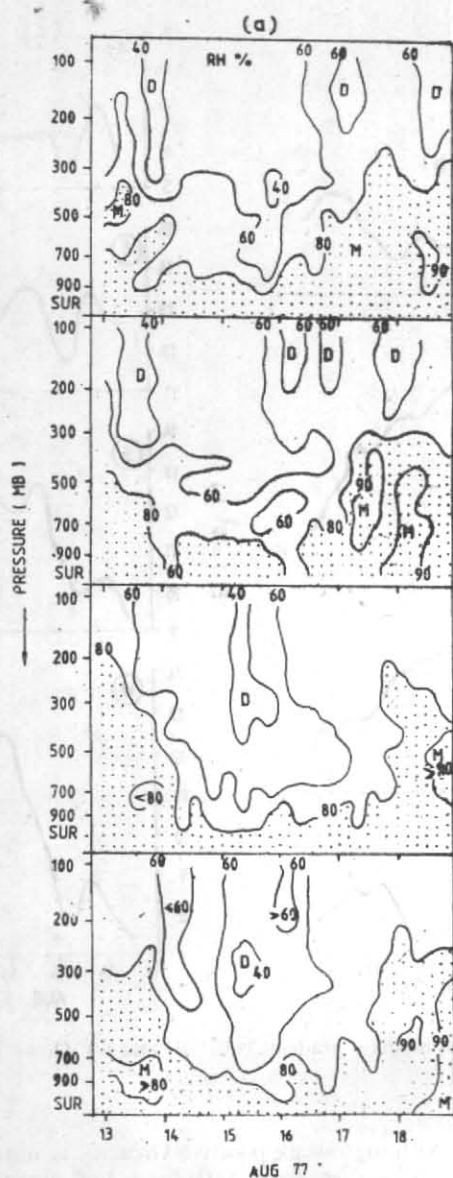 (a)
40 60 60 60
100 RH %
D D D
200
300
40
80
M
500
60 80 M
700
90
900
SUR
40 60 60 60 60
100
D D D D
200
300
500
60 90
M
700 80 60 80 M
900
60 90
SUR
60 40 60
100
80
200
D
300
500 M
>90
700 <80
900 80
SUR
60 60 60
100
<60 >60
200
D
300 40
500
90 90
700 M 80
900 >80
SUR M
13 14 15 16 17 18
AUG 77
PRESSURE (MB)